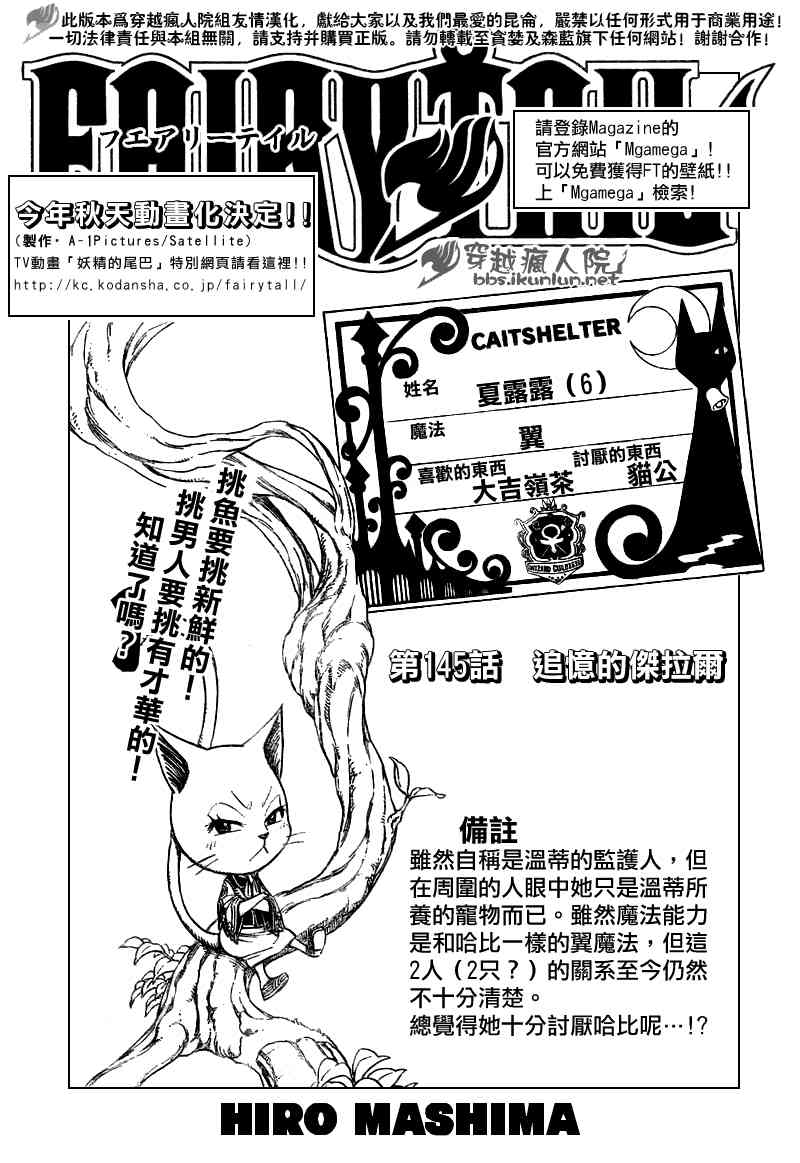 此版本爲穿越瘋人院組友情漢化，獻給大家以及我們最愛的昆侖，嚴禁以任何形式用于商業用途！
一切法律責任與本組無關，請支持并購買正版。請勿轉載至貪婪及森藍旗下任何網站！謝謝合作！
FAIRY TAIL
フェアリーテイル
請登錄Magazine的
官方網站「Mgamega」！
可以免費獲得FT的壁紙!!
上「Mgamega」檢索！
今年秋天動畫化決定!!
（製作・A-1Pictures/Satellite）
TV動畫「妖精的尾巴」特別網頁請看這裡!!
http://kc.kodansha.co.jp/fairytall/
穿越瘋人院
bbs.ikunlun.net
CAITSHELTER
姓名 夏露露（6）
魔法 翼
喜歡的東西 大吉嶺茶
討厭的東西 貓公
挑魚要挑新鮮的！
挑男人要挑有才華的！
知道了嗎？
第145話 追憶的傑拉爾
備註
雖然自稱是溫蒂的監護人，但
在周圍的人眼中她只是溫蒂所
養的寵物而已。雖然魔法能力
是和哈比一樣的翼魔法，但這
2人（2只？）的關系至今仍然
不十分清楚。
總覺得她十分討厭哈比呢…!?
HIRO MASHIMA